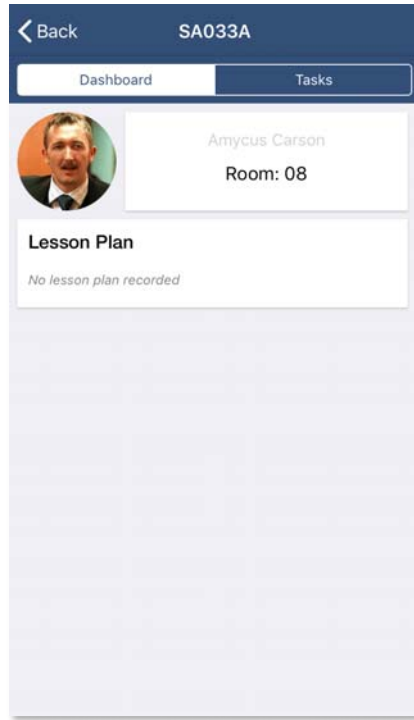 Back
SA033A
Dashboard
Tasks
Amycus Carson
Room: 08
Lesson Plan
No lesson plan recorded